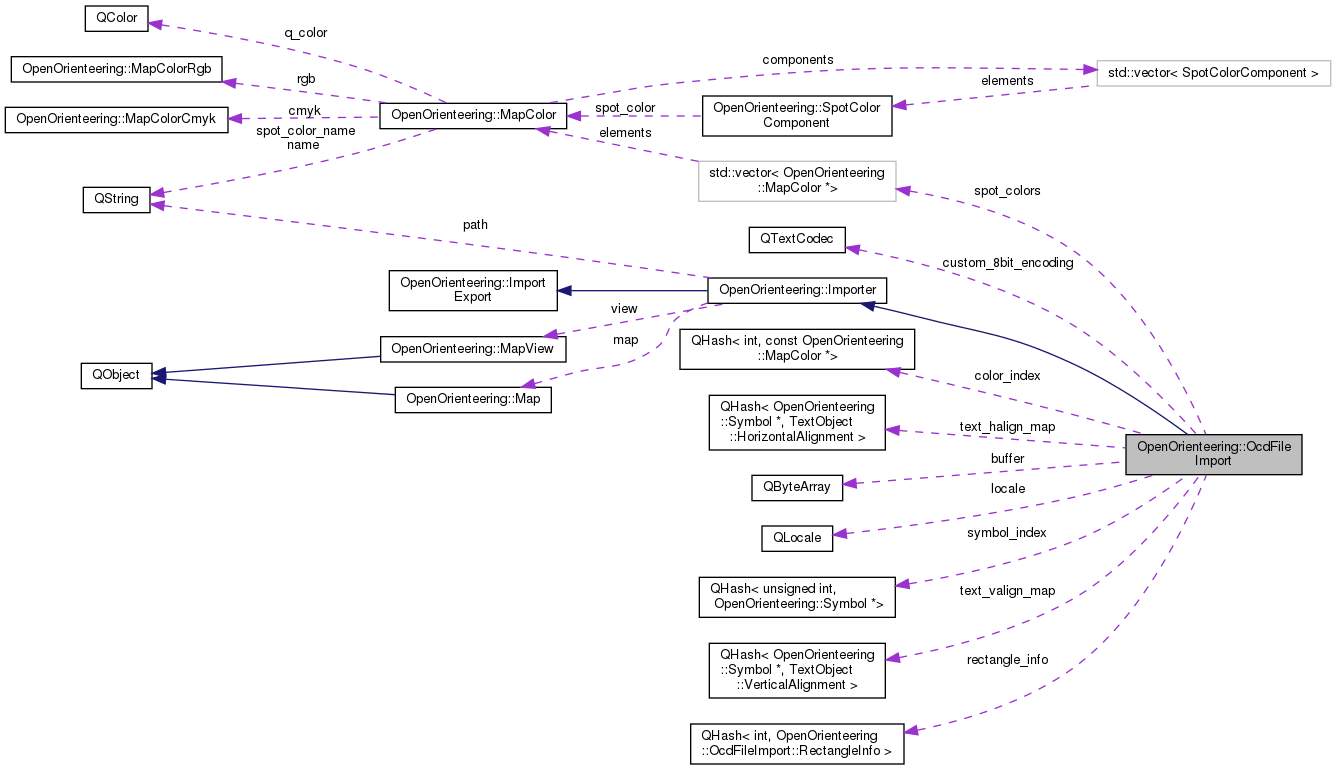 QColor
q_color
OpenOrienteering::MapColorRgb
rgb
components
std::vector< SpotColorComponent >
elements
OpenOrienteering::MapColorCmyk
cmyk
OpenOrienteering::MapColor
spot_color
OpenOrienteering::SpotColor
Component
spot_color_name
name
elements
std::vector< OpenOrienteering
::MapColor *>
spot_colors
QString
path
QTextCodec
custom_8bit_encoding
OpenOrienteering::Import
Export
OpenOrienteering::Importer
view
map
OpenOrienteering::MapView
QHash< int, const OpenOrienteering
::MapColor *>
color_index
QObject
OpenOrienteering::Map
QHash< OpenOrienteering
::Symbol *, TextObject
::HorizontalAlignment >
text_halign_map
OpenOrienteering::OcdFile
Import
buffer
QByteArray
locale
QLocale
symbol_index
QHash< unsigned int,
OpenOrienteering::Symbol *>
text_valign_map
QHash< OpenOrienteering
::Symbol *, TextObject
::VerticalAlignment >
rectangle_info
QHash< int, OpenOrienteering
::OcdFileImport::RectangleInfo >